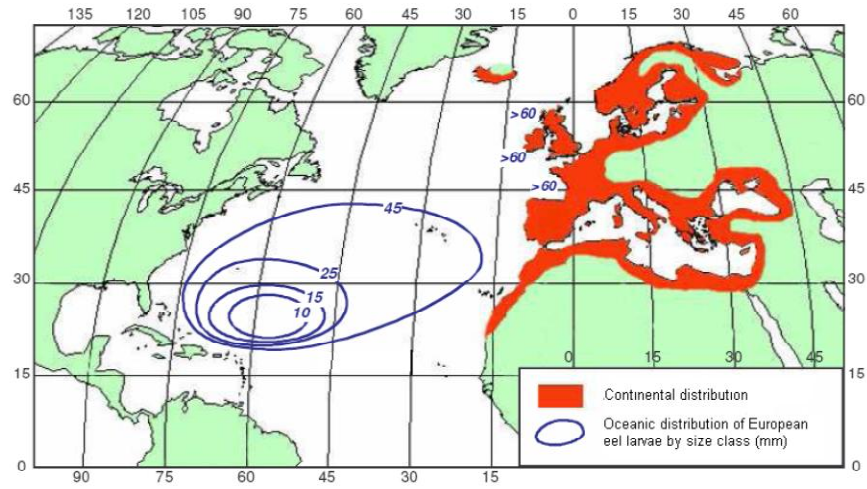 135 120 105 90 75 60 45 30 15 0 15 30 45 60
60 60
>60
>60
>60
45 45
45
30 30
25
15
10
0 15 30 45
15 15
Continental distribution
Oceanic distribution of European
eel larvae by size class (mm)
0 0
90 75 60 45 30 15